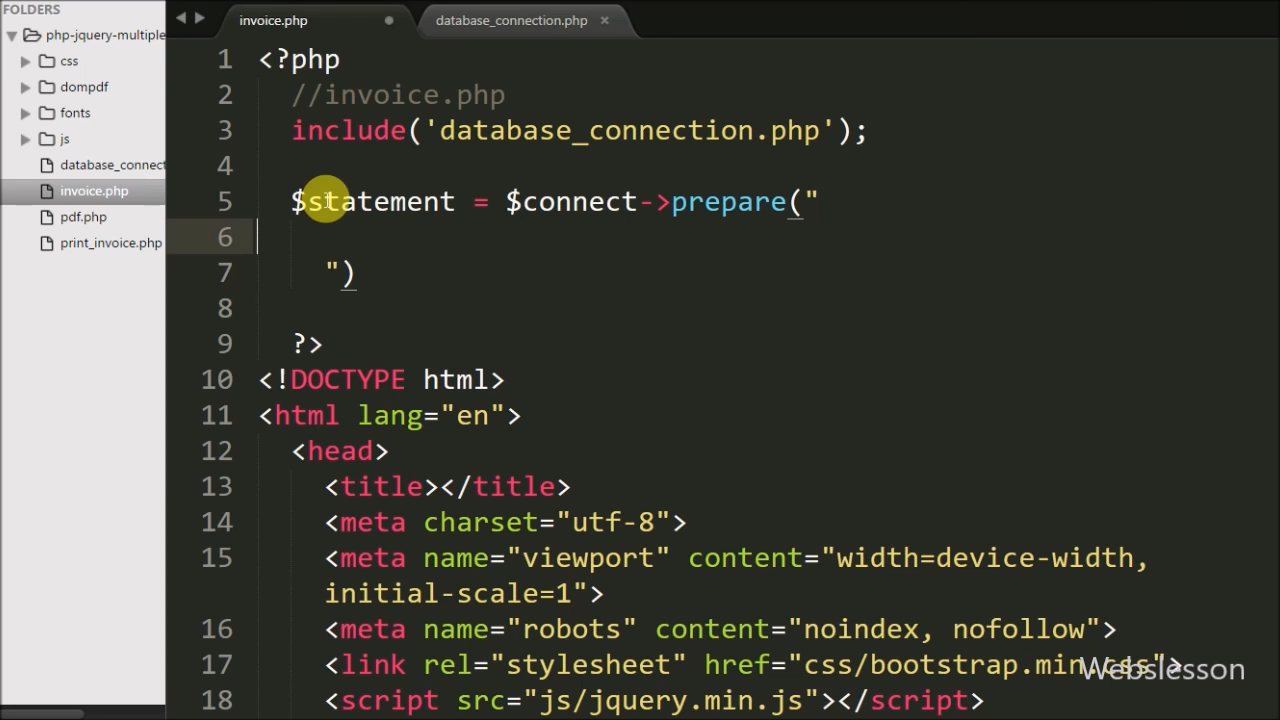 FOLDERS
php-jquery-multiple
css
dompdf
fonts
js
database_connect
invoice.php
pdf.php
print_invoice.php
invoice.php
database_connection.php ×
1 <?php
2 //invoice.php
3 include('database_connection.php');
4
5 $statement = $connect->prepare("
6
7 ")
8
9 ?>
10 <!DOCTYPE html>
11 <html lang="en">
12 <head>
13 <title></title>
14 <meta charset="utf-8">
15 <meta name="viewport" content="width=device-width,
initial-scale=1">
16 <meta name="robots" content="noindex, nofollow">
17 <link rel="stylesheet" href="css/bootstrap.min.css">
18 <script src="js/jquery.min.js"></script>
Webslesson